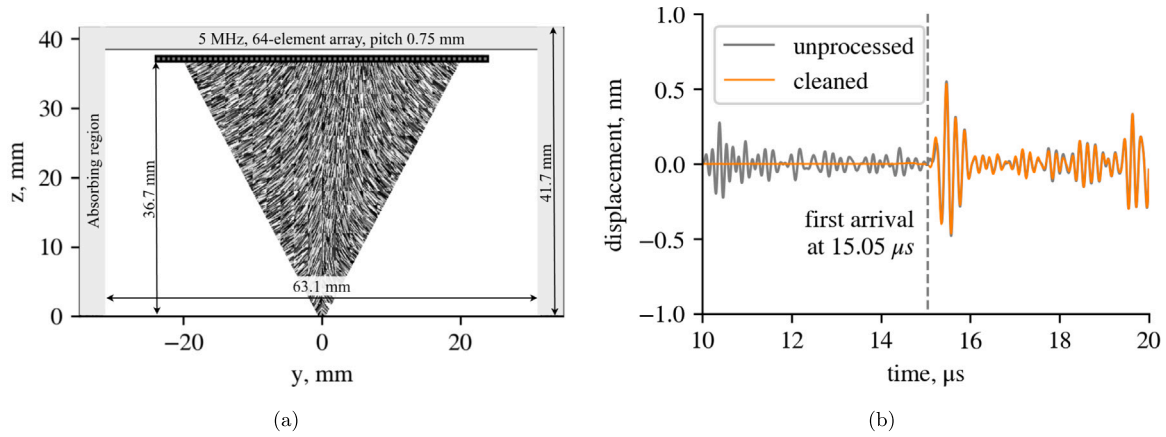 40
30
20
10
0
z, mm
−20
0
20
y, mm
5 MHz, 64-element array, pitch 0.75 mm
Absorbing region
36.7 mm
63.1 mm
41.7 mm
(a)
1.0
0.5
0.0
−0.5
−1.0
displacement, nm
unprocessed
cleaned
first arrival
at 15.05 μs
10
12
14
16
18
20
time, μs
(b)